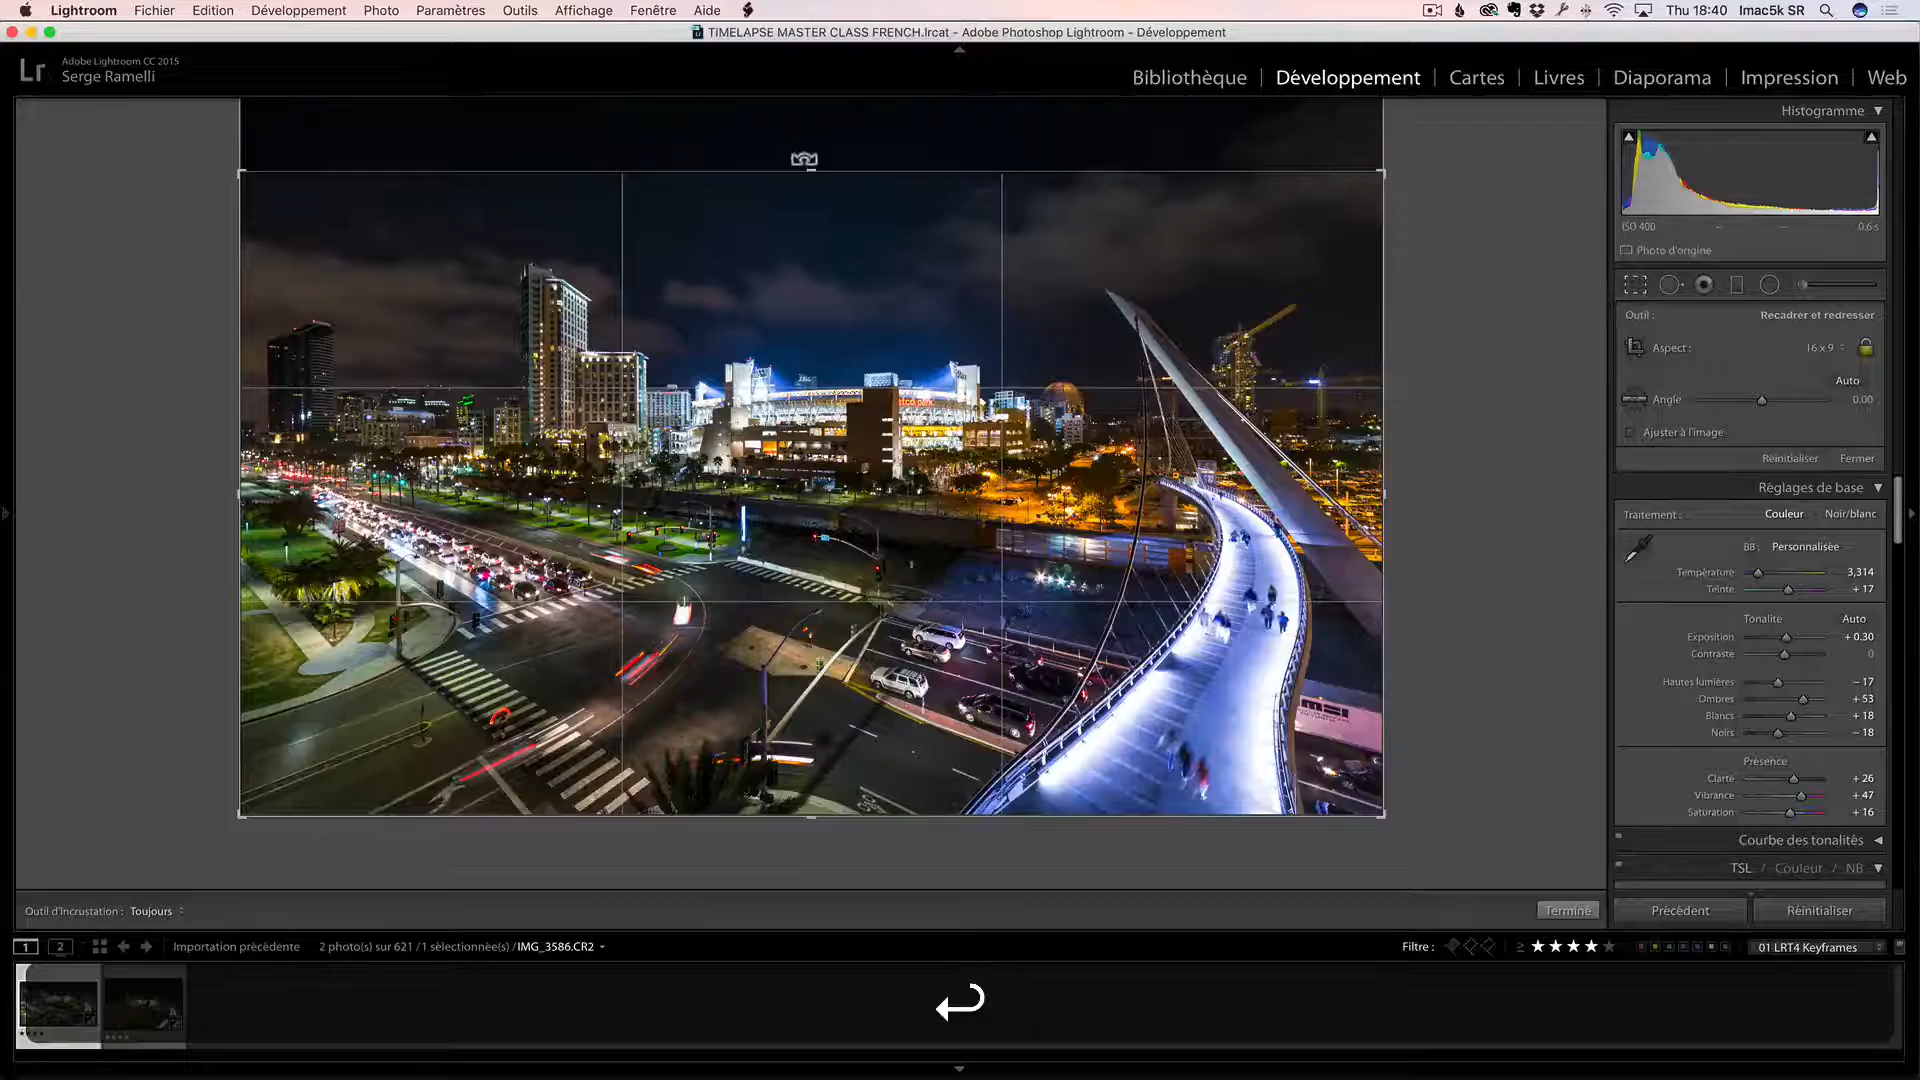 Lightroom Fichier Edition Développement Photo Paramètres Outils Affichage Fenêtre Aide Thu 18:40 Imac5k SR
TIMELAPSE MASTER CLASS FRENCH.lrcat - Adobe Photoshop Lightroom - Développement
Lr
Adobe Lightroom CC 2015
Serge Ramelli
Bibliothèque | Développement | Cartes | Livres | Diaporama | Impression | Web
Histogramme
ISO 400 0.6 s
Photo d'origine
Outil : Recadrer et redresser
Aspect : 16 x 9
Auto
Angle 0.00
Ajuster à l'image
Réinitialiser Fermer
Réglages de base
Traitement : Couleur Noir/blanc
BB : Personnalisée
Température 3,314
Teinte + 17
Tonalité Auto
Exposition + 0.30
Contraste 0
Hautes lumières − 17
Ombres + 53
Blancs + 18
Noirs − 18
Présence
Clarté + 26
Vibrance + 47
Saturation + 16
Courbe des tonalités
TSL / Couleur / NB
Précédent Réinitialiser
etco park
Outil d'incrustation : Toujours
Terminé
1 2 Importation précédente 2 photo(s) sur 621 / 1 sélectionnée(s) / IMG_3586.CR2
Filtre : ≥ ★★★★★ 01 LRT4 Keyframes